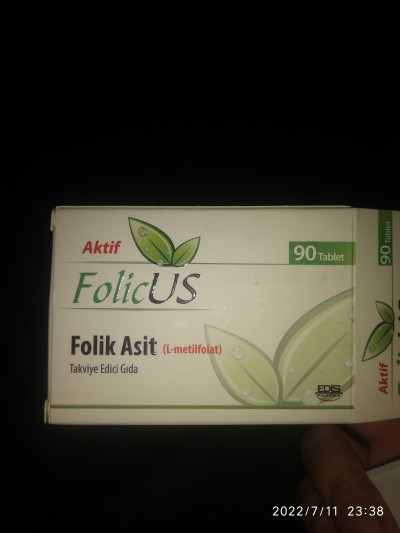 Aktif
90 Tablet
FolicUS
Folik Asit (L-metilfolat)
Takviye Edici Gıda
EDIS
PHARMA
90 Tablet
Aktif
2022/7/11 23:38